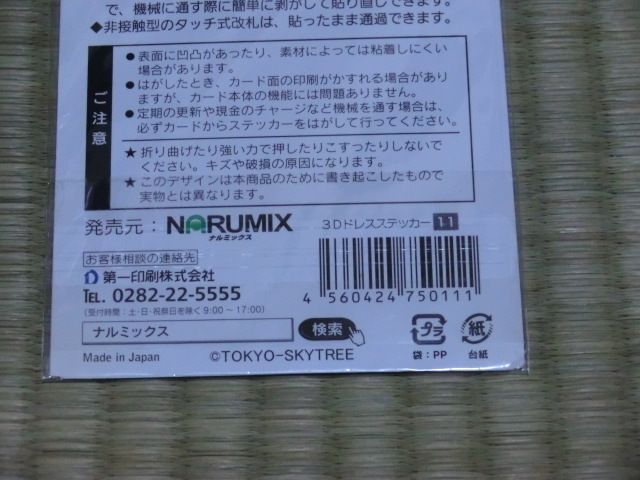 で、機械に通す際に簡単に剥がして貼り直しできます。
◆非接触型のタッチ式改札は、貼ったまま通過できます。
ご注意
●表面に凹凸があったり、素材によっては粘着しにくい
場合があります。
●はがしたとき、カード面の印刷がかすれる場合があり
ますが、カード本体の機能には問題ありません。
●定期の更新や現金のチャージなど機械を通す場合は、
必ずカードからステッカーをはがして行ってください。
★折り曲げたり強い力で押したりこすったりしないで
ください。キズや破損の原因になります。
★このデザインは本商品のために書き起こしたもので
実物とは異なります。
発売元：NARUMIX
ナルミックス
3Dドレスステッカー 11
お客様相談の連絡先
第一印刷株式会社
TEL. 0282-22-5555
(受付時間：土・日・祝祭日を除く9:00～17:00)
4 560424 750111
ナルミックス 検索
プラ
紙
袋：PP
台紙
Made in Japan
©TOKYO-SKYTREE